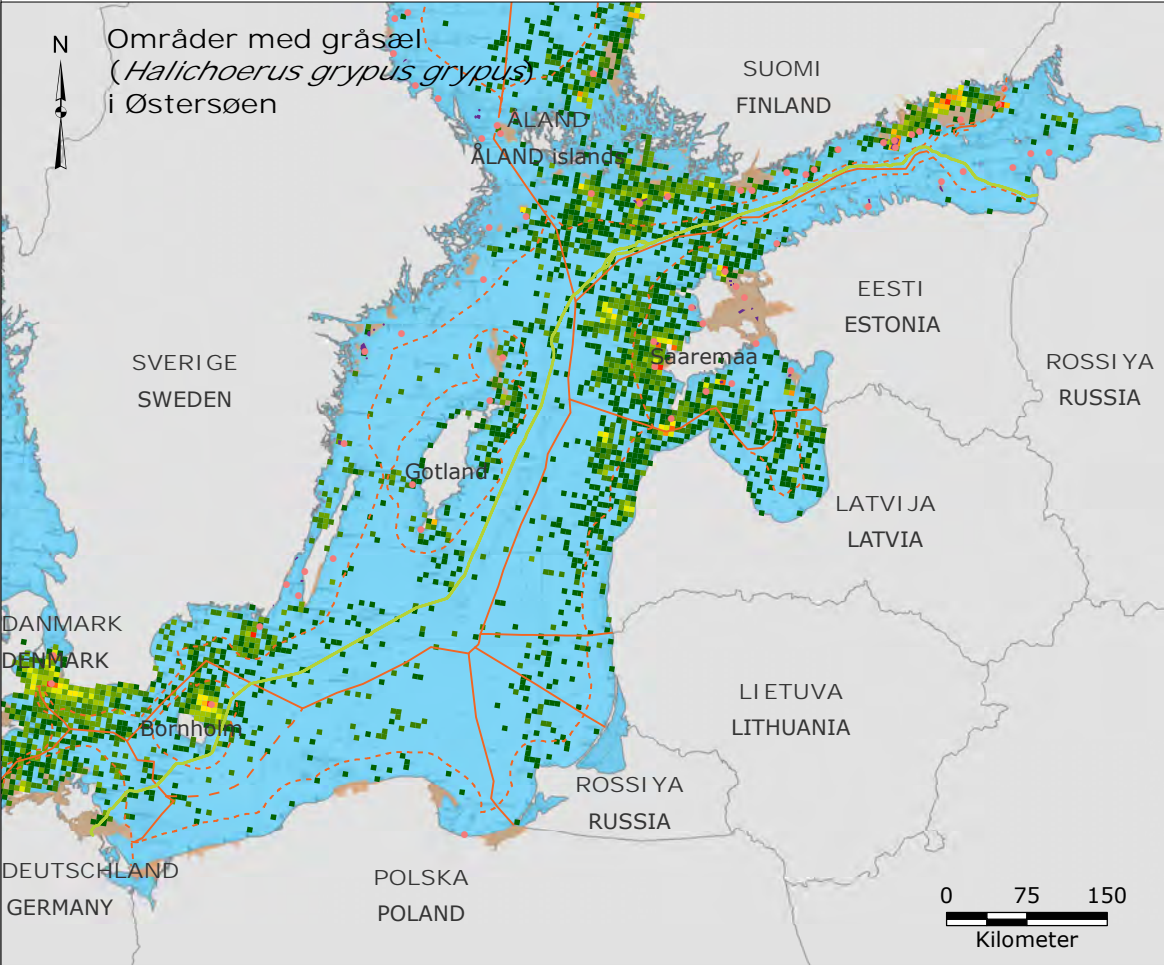 N
Områder med gråsæl
(Halichoerus grypus grypus)
i Østersøen
SUOMI
FINLAND
ÅLAND
ÅLAND islands
EESTI
ESTONIA
SVERIGE
SWEDEN
Saaremaa
ROSSIYA
RUSSIA
Gotland
LATVIJA
LATVIA
DANMARK
DENMARK
LIETUVA
LITHUANIA
Bornholm
ROSSIYA
RUSSIA
DEUTSCHLAND
GERMANY
POLSKA
POLAND
0 75 150
Kilometer